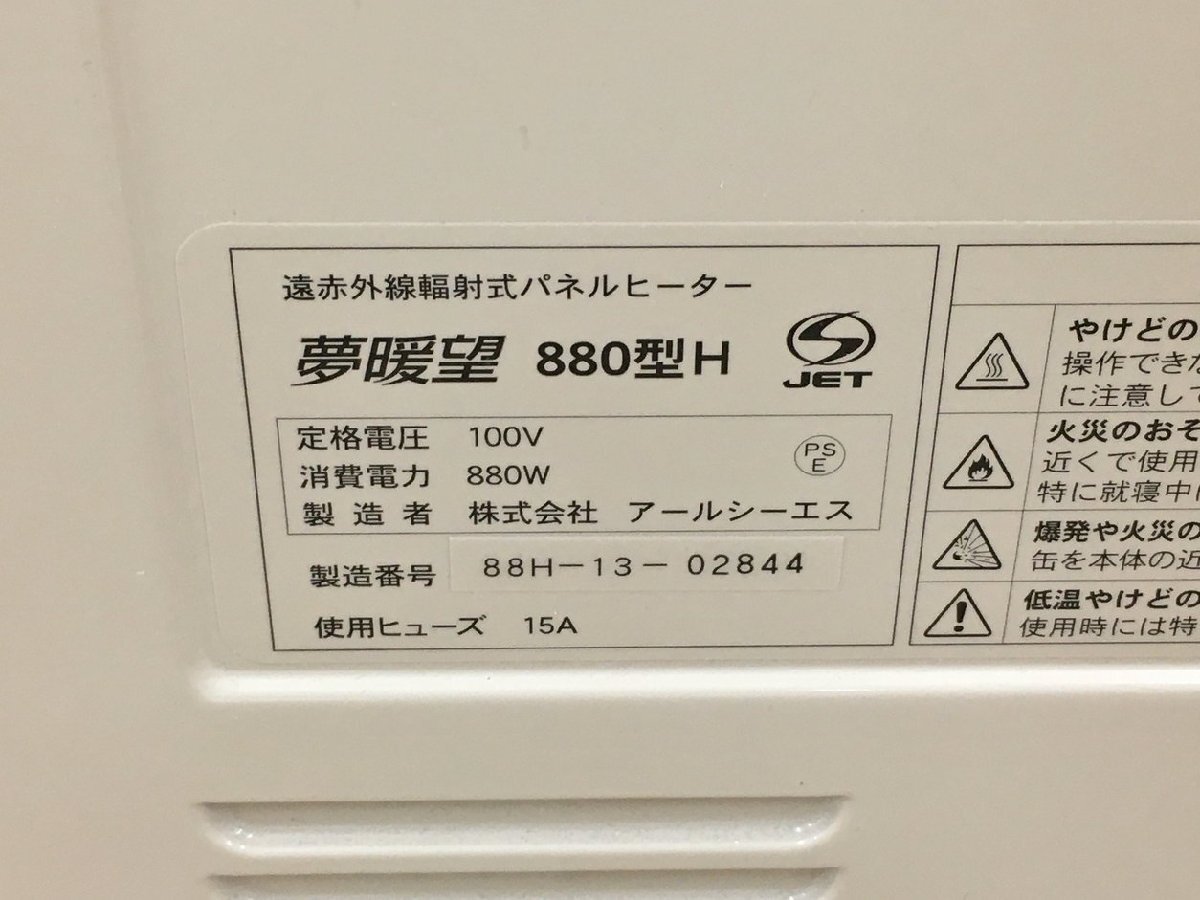 遠赤外線輻射式パネルヒーター
夢暖望 880型H
JET
定格電圧 100V
消費電力 880W
製造者 株式会社 アールシーエス
PS
E
製造番号 88H-13-02844
使用ヒューズ 15A
やけどの
操作できな
に注意して
火災のおそ
近くで使用
特に就寝中に
爆発や火災の
缶を本体の近
低温やけどの
使用時には特